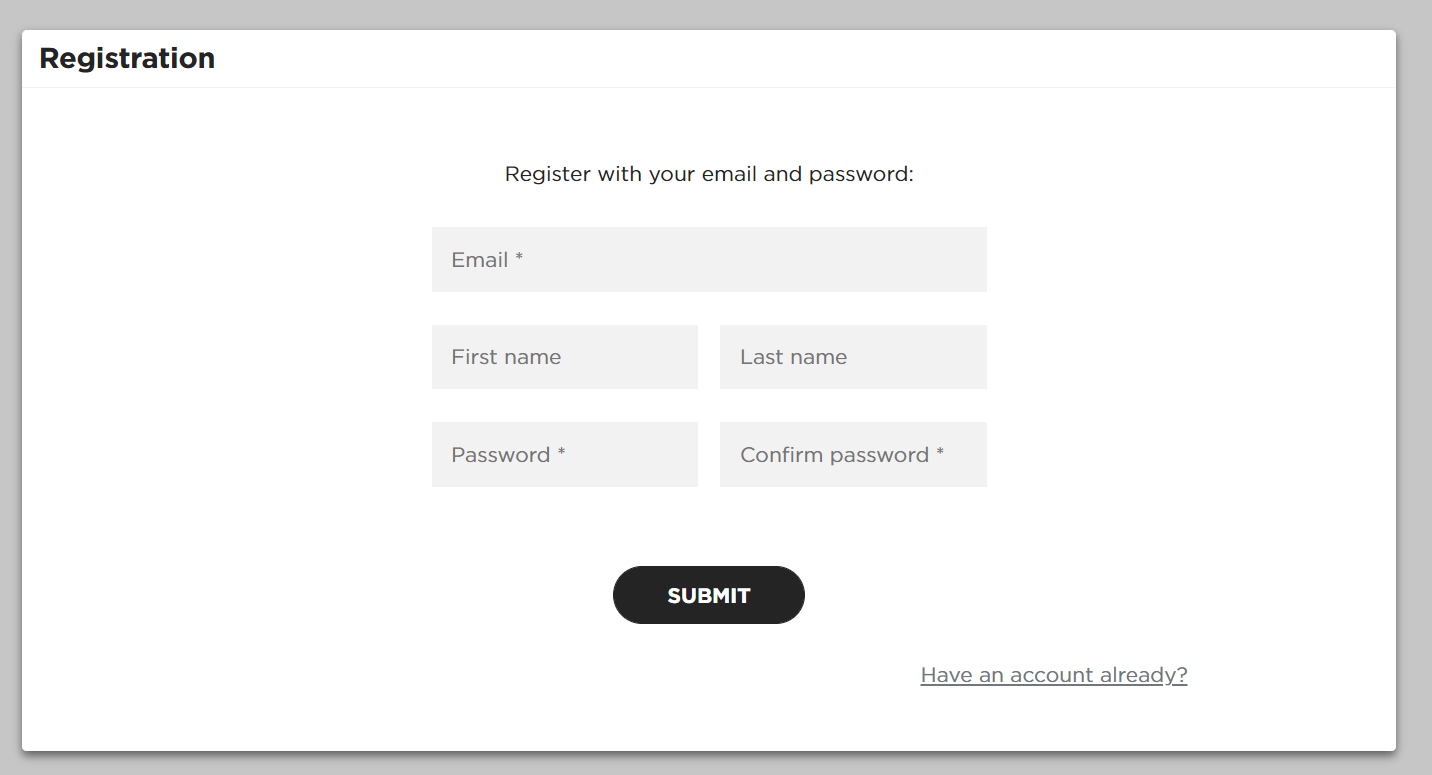 Registration
Register with your email and password:
Email *
First name
Last name
Password *
Confirm password *
SUBMIT
Have an account already?